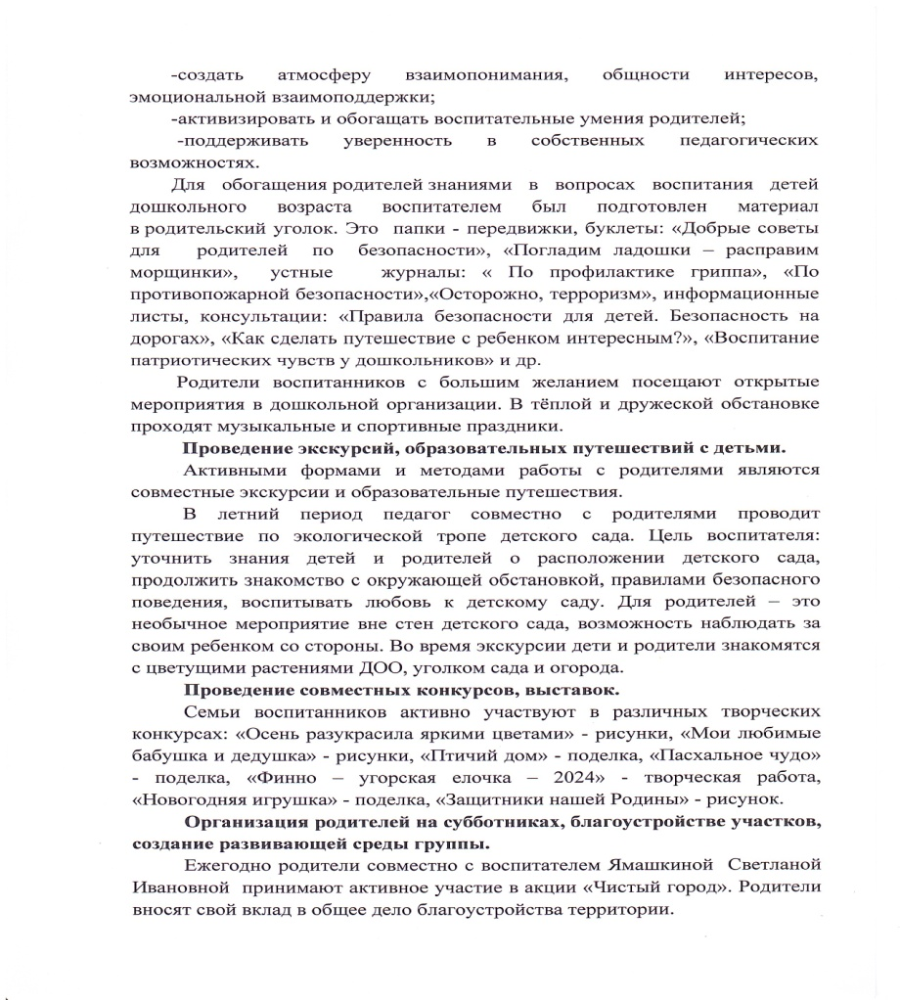 -создать атмосферу взаимопонимания, общности интересов,
эмоциональной взаимоподдержки;
-активизировать и обогащать воспитательные умения родителей;
-поддерживать уверенность в собственных педагогических
возможностях.
Для обогащения родителей знаниями в вопросах воспитания детей
дошкольного возраста воспитателем был подготовлен материал
в родительский уголок. Это папки - передвижки, буклеты: «Добрые советы
для родителей по безопасности», «Погладим ладошки – расправим
морщинки», устные журналы: « По профилактике гриппа», «По
противопожарной безопасности»,«Осторожно, терроризм», информационные
листы, консультации: «Правила безопасности для детей. Безопасность на
дорогах», «Как сделать путешествие с ребенком интересным?», «Воспитание
патриотических чувств у дошкольников» и др.
Родители воспитанников с большим желанием посещают открытые
мероприятия в дошкольной организации. В тёплой и дружеской обстановке
проходят музыкальные и спортивные праздники.
Проведение экскурсий, образовательных путешествий с детьми.
Активными формами и методами работы с родителями являются
совместные экскурсии и образовательные путешествия.
В летний период педагог совместно с родителями проводит
путешествие по экологической тропе детского сада. Цель воспитателя:
уточнить знания детей и родителей о расположении детского сада,
продолжить знакомство с окружающей обстановкой, правилами безопасного
поведения, воспитывать любовь к детскому саду. Для родителей – это
необычное мероприятие вне стен детского сада, возможность наблюдать за
своим ребенком со стороны. Во время экскурсии дети и родители знакомятся
с цветущими растениями ДОО, уголком сада и огорода.
Проведение совместных конкурсов, выставок.
Семьи воспитанников активно участвуют в различных творческих
конкурсах: «Осень разукрасила яркими цветами» - рисунки, «Мои любимые
бабушка и дедушка» - рисунки, «Птичий дом» - поделка, «Пасхальное чудо»
- поделка, «Финно – угорская елочка – 2024» - творческая работа,
«Новогодняя игрушка» - поделка, «Защитники нашей Родины» - рисунок.
Организация родителей на субботниках, благоустройстве участков,
создание развивающей среды группы.
Ежегодно родители совместно с воспитателем Ямашкиной Светланой
Ивановной принимают активное участие в акции «Чистый город». Родители
вносят свой вклад в общее дело благоустройства территории.